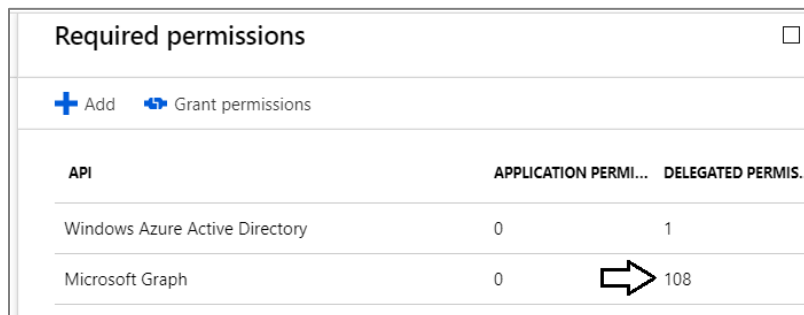 Required permissions
Add Grant permissions
API APPLICATION PERMI... DELEGATED PERMIS..
Windows Azure Active Directory 0 1
Microsoft Graph 0 108